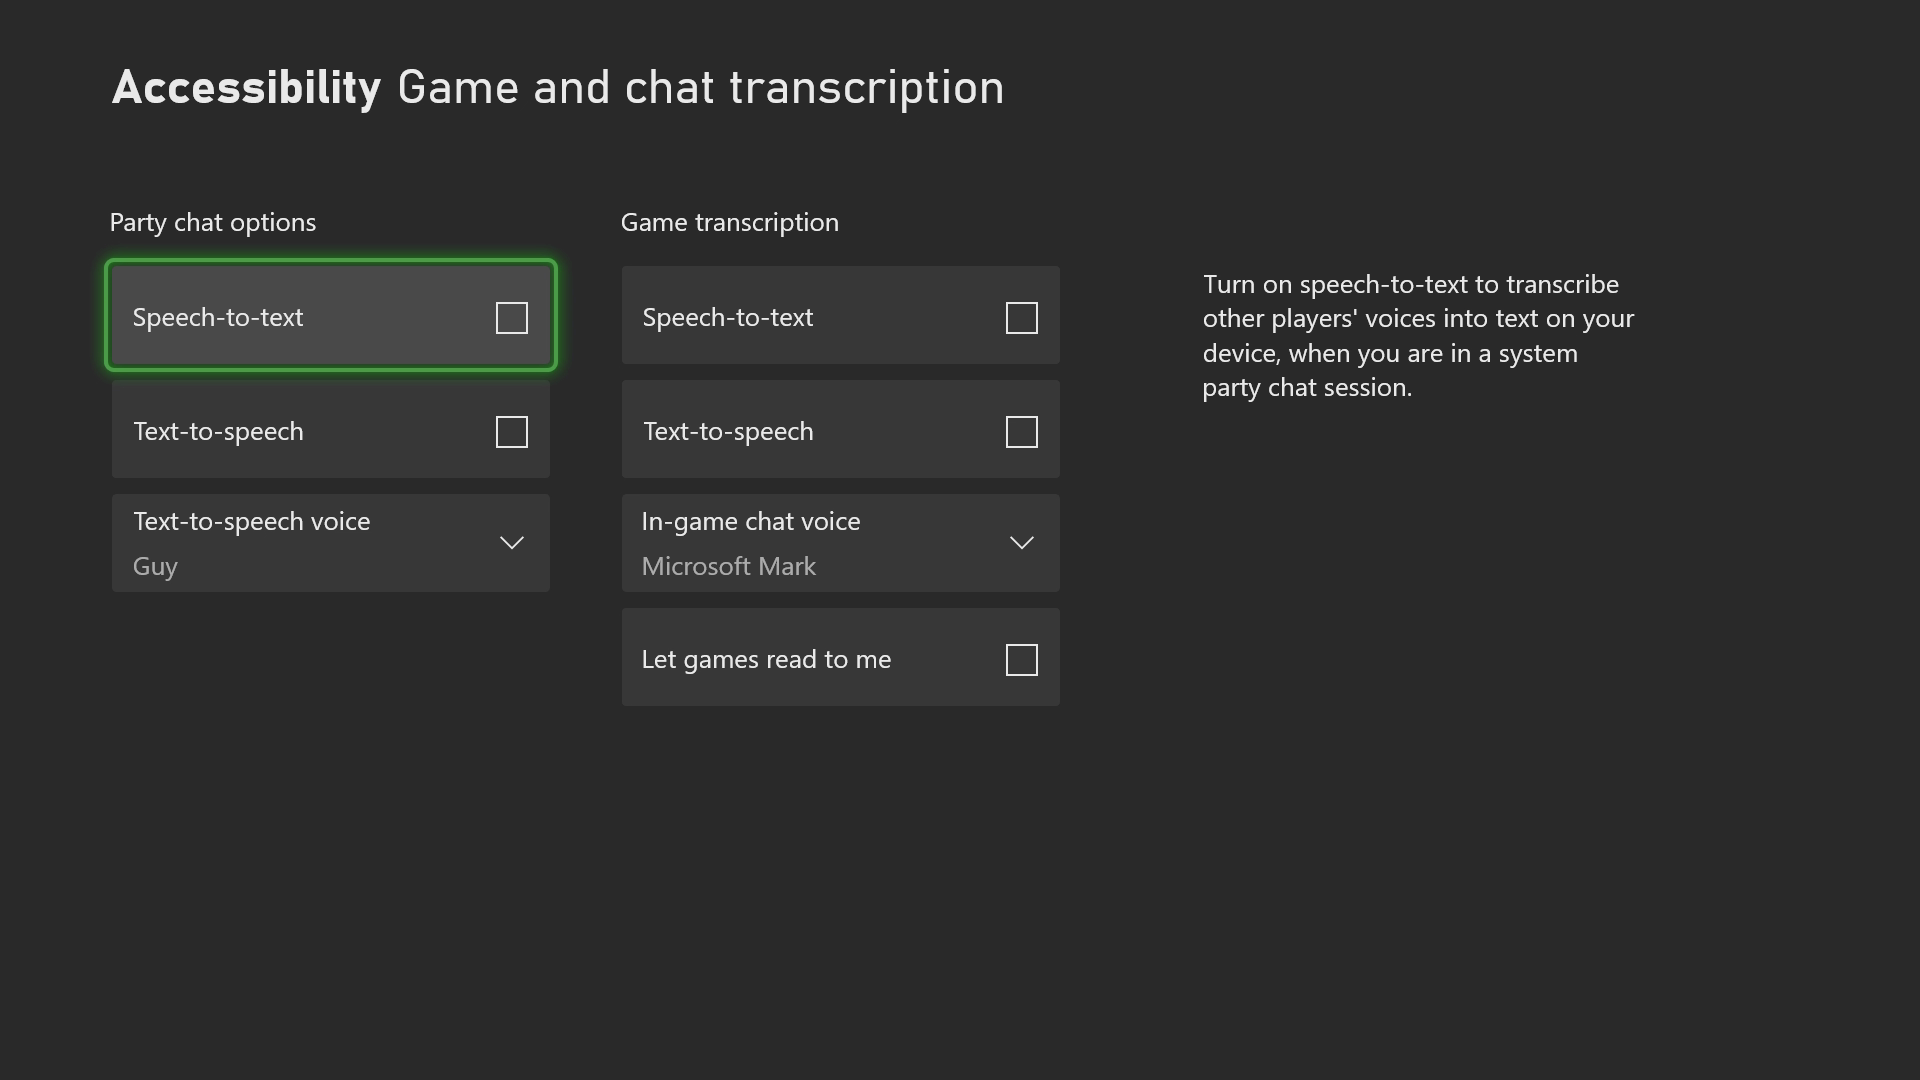 Accessibility Game and chat transcription
Party chat options
Speech-to-text
Text-to-speech
Text-to-speech voice
Guy
Game transcription
Speech-to-text
Text-to-speech
In-game chat voice
Microsoft Mark
Let games read to me
Turn on speech-to-text to transcribe
other players' voices into text on your
device, when you are in a system
party chat session.